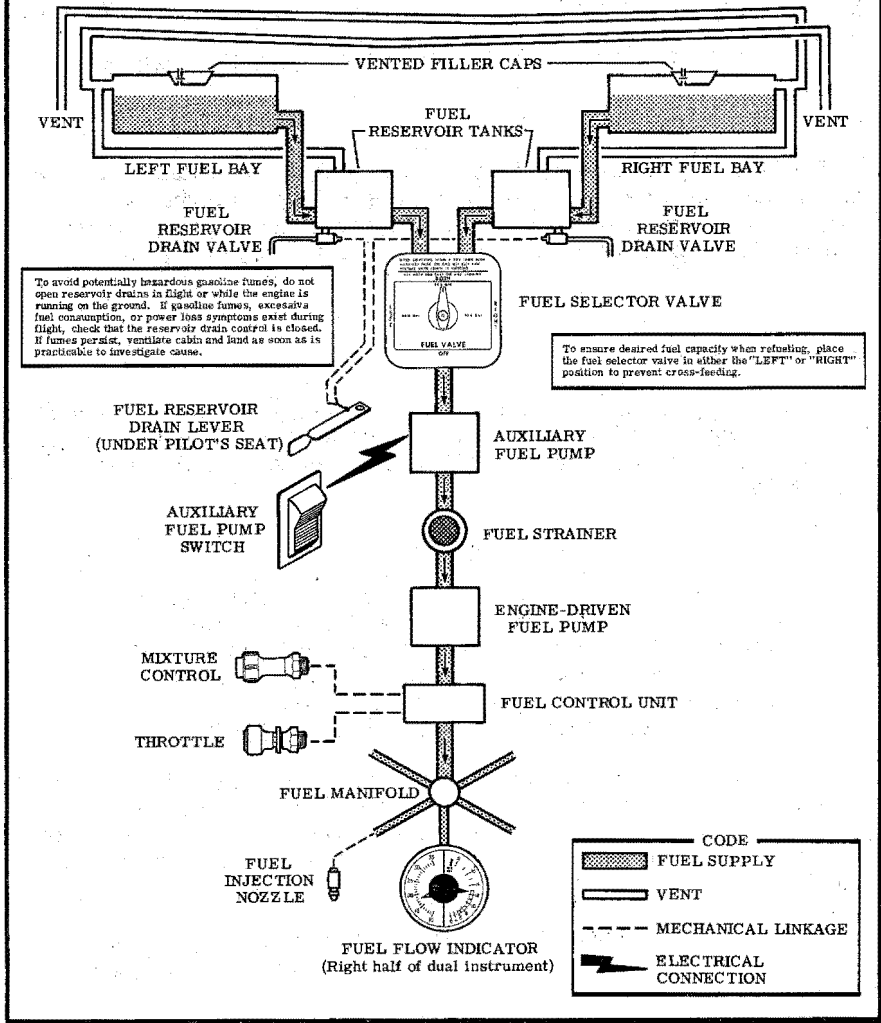 VENTED FILLER CAPS
VENT
VENT
FUEL
RESERVOIR TANKS
LEFT FUEL BAY
RIGHT FUEL BAY
FUEL
RESERVOIR
DRAIN VALVE
FUEL
RESERVOIR
DRAIN VALVE
To avoid potentially hazardous gasoline fumes, do not
open reservoir drains in flight or while the engine is
running on the ground. If gasoline fumes, excessive
fuel consumption, or power loss symptoms exist during
flight, check that the reservoir drain control is closed.
If fumes persist, ventilate cabin and land as soon as is
practicable to investigate cause.
FUEL VALVE
OFF
FUEL SELECTOR VALVE
To ensure desired fuel capacity when refueling, place
the fuel selector valve in either the "LEFT" or "RIGHT"
position to prevent cross-feeding.
FUEL RESERVOIR
DRAIN LEVER
(UNDER PILOT'S SEAT)
AUXILIARY
FUEL PUMP
AUXILIARY
FUEL PUMP
SWITCH
FUEL STRAINER
ENGINE-DRIVEN
FUEL PUMP
MIXTURE
CONTROL
FUEL CONTROL UNIT
THROTTLE
FUEL MANIFOLD
FUEL
INJECTION
NOZZLE
FUEL FLOW INDICATOR
(Right half of dual instrument)
CODE
FUEL SUPPLY
VENT
MECHANICAL LINKAGE
ELECTRICAL
CONNECTION